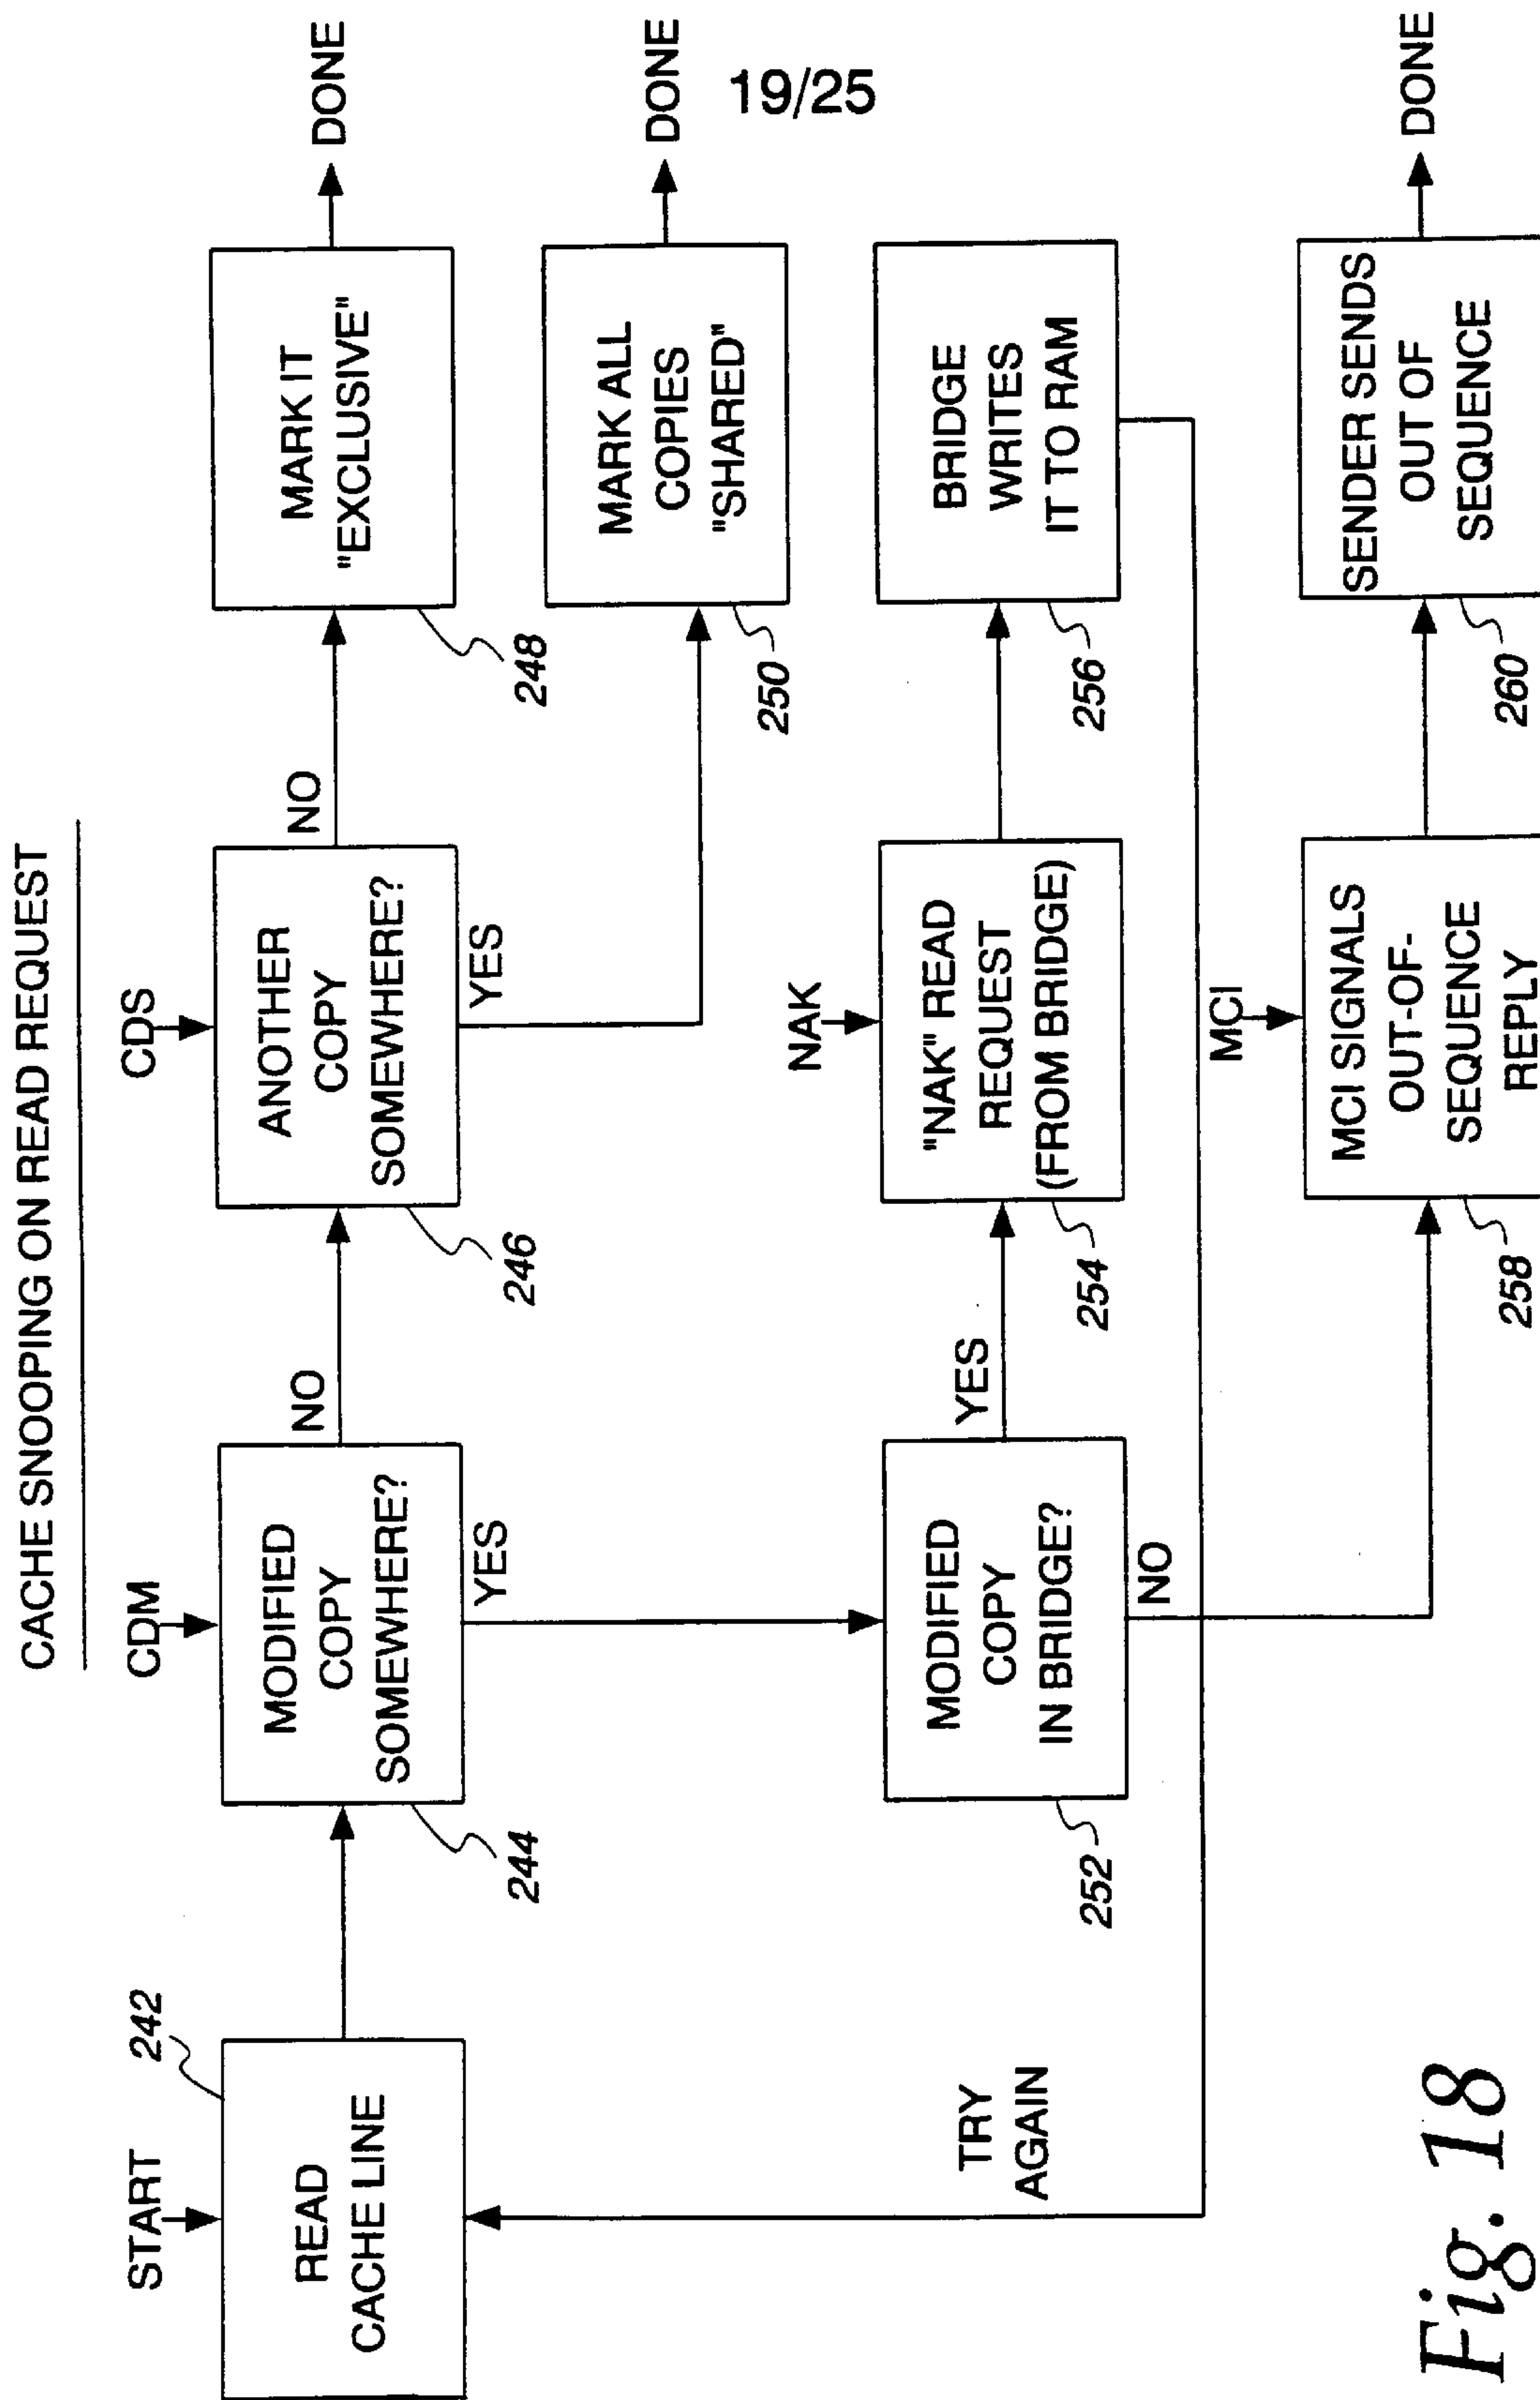 19/25
CACHE SNOOPING ON READ REQUEST
START
READ
CACHE LINE
242
CDM
MODIFIED
COPY
SOMEWHERE?
244
NO
YES
CDS
ANOTHER
COPY
SOMEWHERE?
246
NO
YES
MARK IT
"EXCLUSIVE"
248
DONE
MARK ALL
COPIES
"SHARED"
250
DONE
MODIFIED
COPY
IN BRIDGE?
252
YES
NO
NAK
"NAK" READ
REQUEST
(FROM BRIDGE)
254
BRIDGE
WRITES
IT TO RAM
256
TRY
AGAIN
MCI
MCI SIGNALS
OUT-OF-
SEQUENCE
REPLY
258
SENDER SENDS
OUT OF
SEQUENCE
260
DONE
Fig. 18